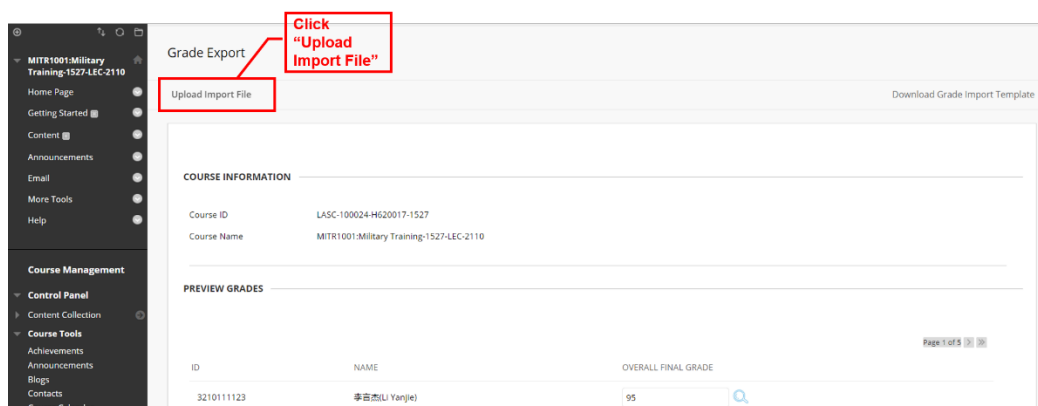 Click
“Upload
Import File”
MITR1001:Military
Training-1527-LEC-2110
Home Page
Getting Started
Content
Announcements
Email
More Tools
Help
Course Management
Control Panel
Content Collection
Course Tools
Achievements
Announcements
Blogs
Contacts
Grade Export
Upload Import File
Download Grade Import Template
COURSE INFORMATION
Course ID LASC-100024-H620017-1527
Course Name MITR1001:Military Training-1527-LEC-2110
PREVIEW GRADES
Page 1 of 5
ID NAME OVERALL FINAL GRADE
3210111123 李言杰(Li Yanjie) 95